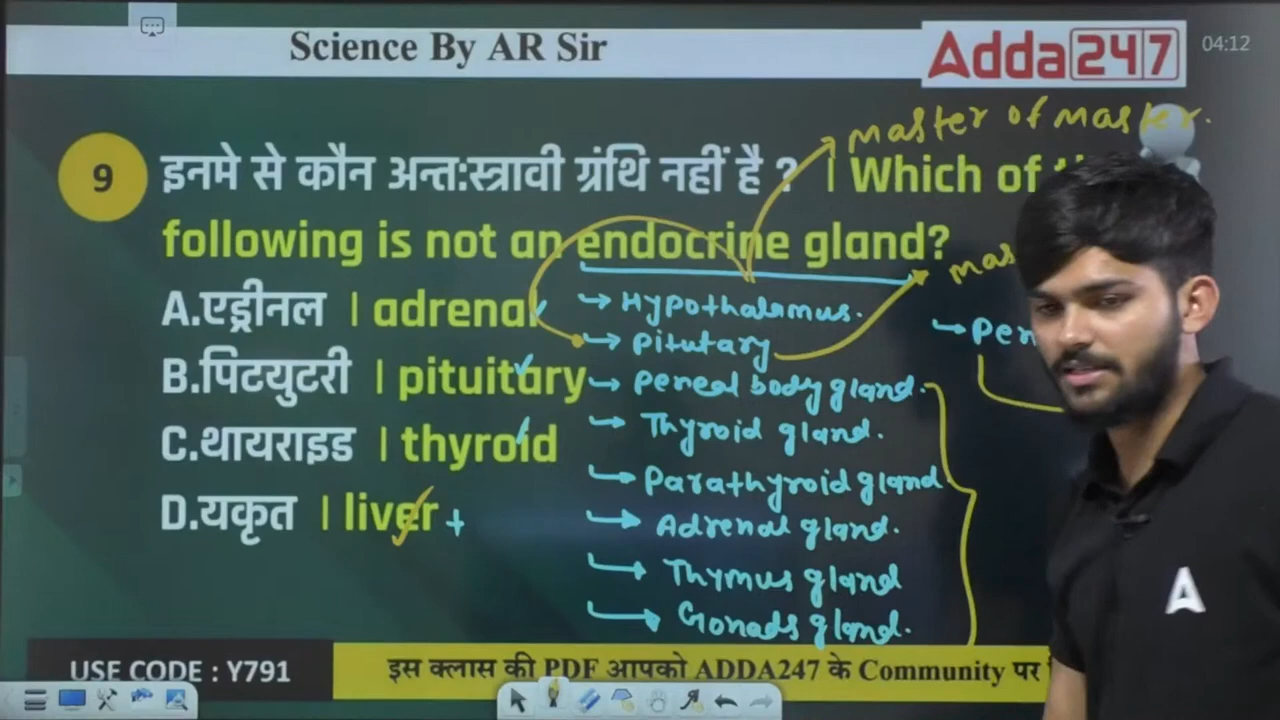 Science By AR Sir
Adda247
04:12
master of master.
9
इनमे से कौन अन्त:स्त्रावी ग्रंथि नहीं है ? | Which of
following is not an endocrine gland?
A.एड्रीनल | adrenal
B.पिटयुटरी | pituitary
C.थायराइड | thyroid
D.यकृत | liver +
Hypothalamus.
Pitutary
Peneal body gland.
Thyroid gland.
Parathyroid gland
Adrenal gland.
Thymus gland
Gonads gland.
USE CODE : Y791
इस क्लास की PDF आपको ADDA247 के Community पर